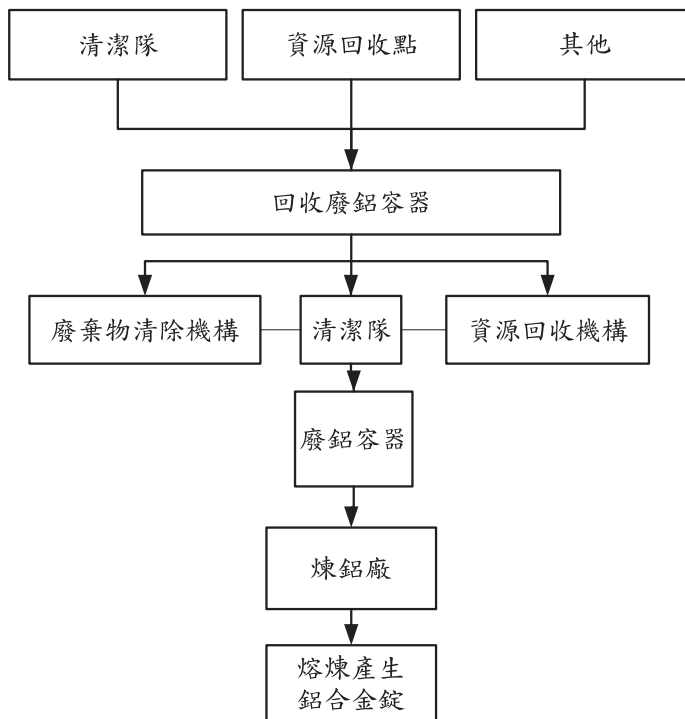 清潔隊
資源回收點
其他
回收廢鋁容器
廢棄物清除機構
清潔隊
資源回收機構
廢鋁容器
煉鋁廠
熔煉產生
鋁合金錠